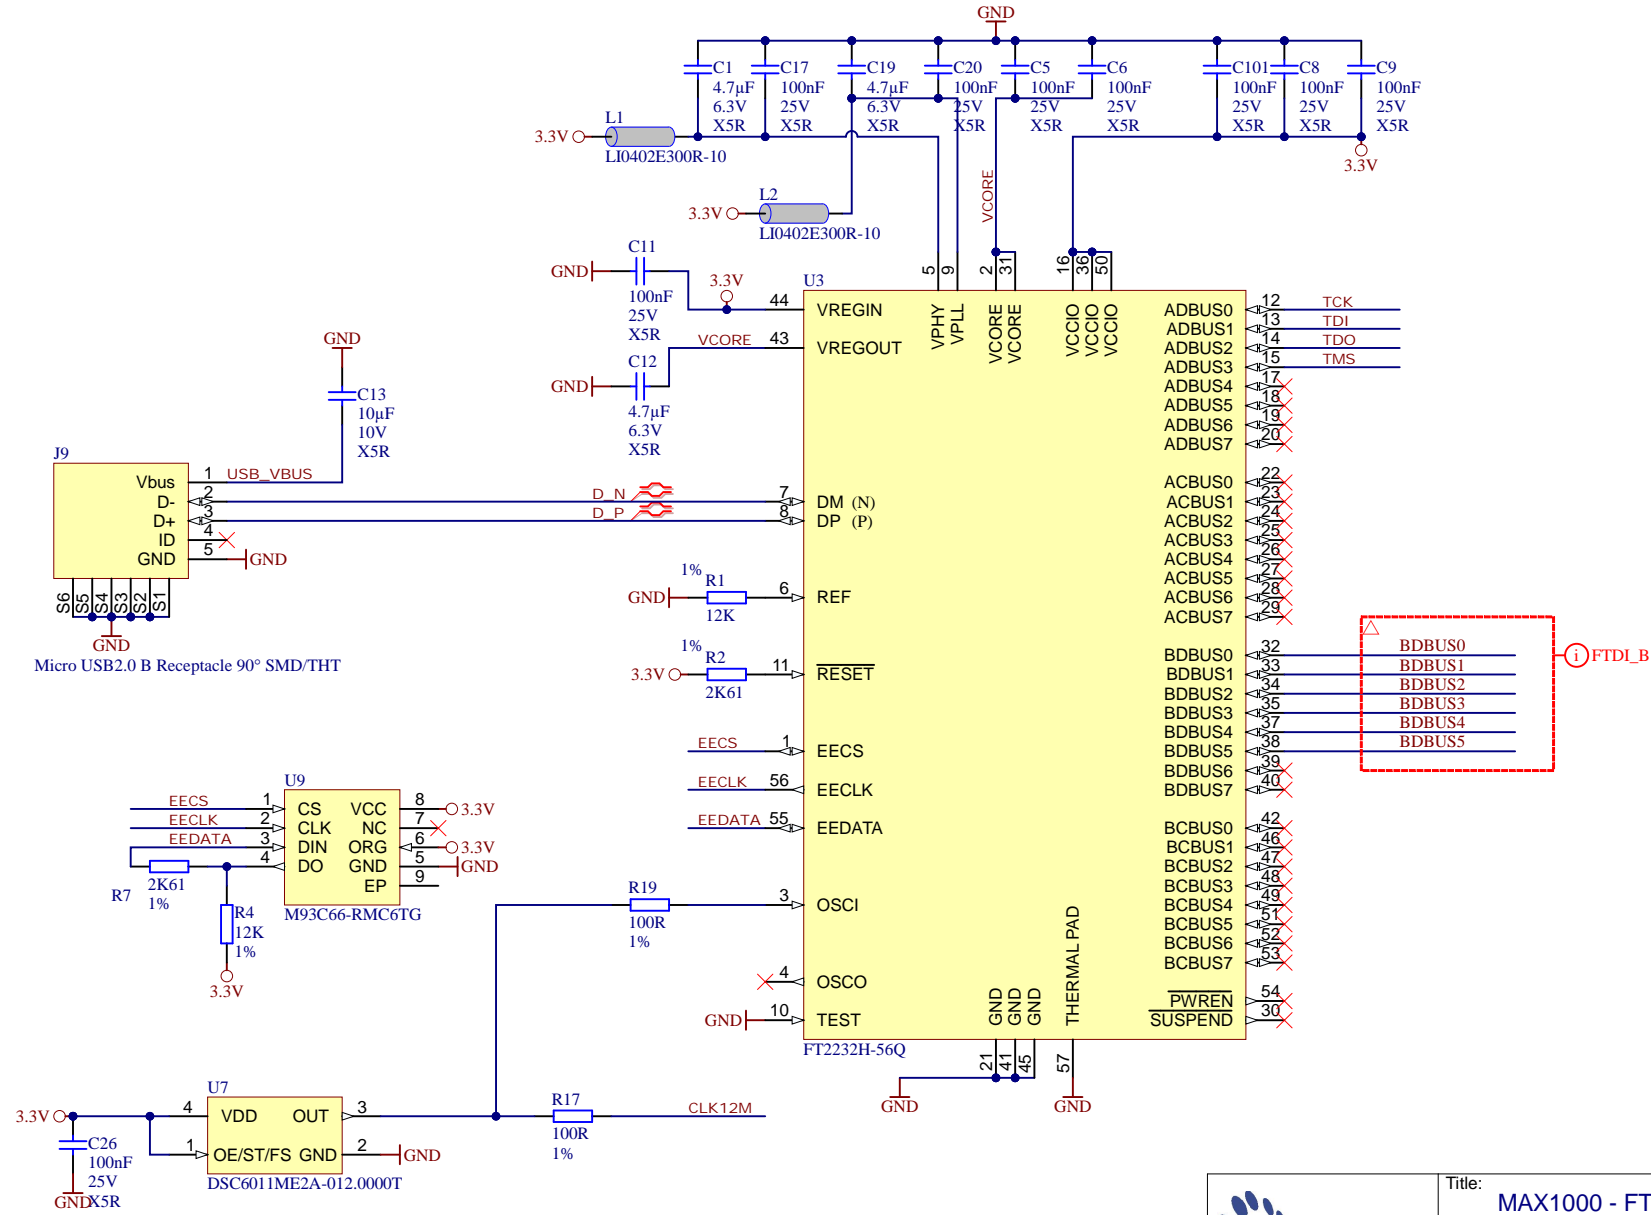 GND
C1
4.7µF
6.3V
X5R
C17
100nF
25V
X5R
C19
4.7µF
6.3V
X5R
C20
100nF
25V
X5R
C5
100nF
25V
X5R
C6
100nF
25V
X5R
C101
100nF
25V
X5R
C8
100nF
25V
X5R
C9
100nF
25V
X5R
3.3V
L1
LI0402E300R-10
3.3V
3.3V
L2
LI0402E300R-10
VCORE
C11
GND
100nF
25V
X5R
3.3V
VCORE
C12
GND
4.7µF
6.3V
X5R
U3
5 VPHY
9 VPLL
2 VCORE
31 VCORE
16 VCCIO
36 VCCIO
50 VCCIO
44 VREGIN
43 VREGOUT
7 DM (N)
8 DP (P)
6 REF
11 RESET
1 EECS
56 EECLK
55 EEDATA
3 OSCI
4 OSCO
10 TEST
ADBUS0 12 TCK
ADBUS1 13 TDI
ADBUS2 14 TDO
ADBUS3 15 TMS
ADBUS4 17
ADBUS5 18
ADBUS6 19
ADBUS7 20
ACBUS0 22
ACBUS1 23
ACBUS2 24
ACBUS3 25
ACBUS4 26
ACBUS5 27
ACBUS6 28
ACBUS7 29
BDBUS0 32 BDBUS0
BDBUS1 33 BDBUS1
BDBUS2 34 BDBUS2
BDBUS3 35 BDBUS3
BDBUS4 37 BDBUS4
BDBUS5 38 BDBUS5
BDBUS6 39
BDBUS7 40
i FTDI_B
BCBUS0 42
BCBUS1 46
BCBUS2 47
BCBUS3 48
BCBUS4 49
BCBUS5 51
BCBUS6 52
BCBUS7 53
PWREN 54
SUSPEND 30
GND 21
GND 41
GND 45
THERMAL PAD 57
FT2232H-56Q
GND
GND
GND
C13
10µF
10V
X5R
J9
Vbus 1 USB_VBUS
D- 2 D_N
D+ 3 D_P
ID 4
GND 5 GND
S6 S5 S4 S3 S2 S1
GND
Micro USB2.0 B Receptacle 90° SMD/THT
1% R1
GND
12K
1% R2
3.3V
2K61
EECS
EECLK
EEDATA
U9
EECS 1 CS VCC 8 3.3V
EECLK 2 CLK NC 7
EEDATA 3 DIN ORG 6 3.3V
4 DO GND 5 GND
EP 9
M93C66-RMC6TG
R7
2K61
1%
R4
12K
1%
3.3V
R19
100R
1%
GND
U7
3.3V 4 VDD OUT 3
1 OE/ST/FS GND 2 GND
DSC6011ME2A-012.0000T
C26
100nF
25V
X5R
GND
R17
100R
1%
CLK12M
Title:
MAX1000 - FT